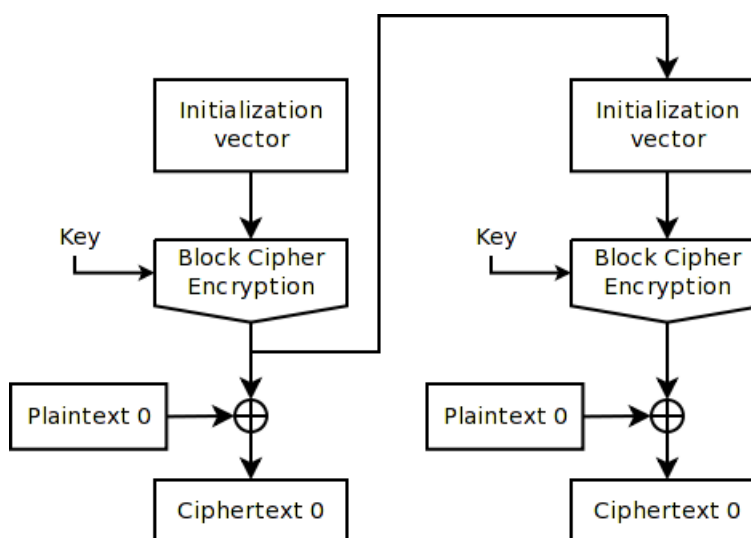 Initialization
vector
Initialization
vector
Key
Block Cipher
Encryption
Key
Block Cipher
Encryption
Plaintext 0
Plaintext 0
Ciphertext 0
Ciphertext 0